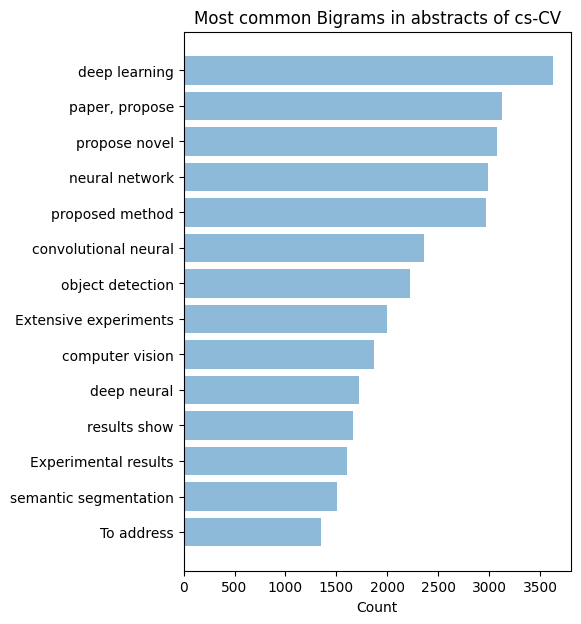 Most common Bigrams in abstracts of cs-CV
deep learning
paper, propose
propose novel
neural network
proposed method
convolutional neural
object detection
Extensive experiments
computer vision
deep neural
results show
Experimental results
semantic segmentation
To address
0 500 1000 1500 2000 2500 3000 3500
Count